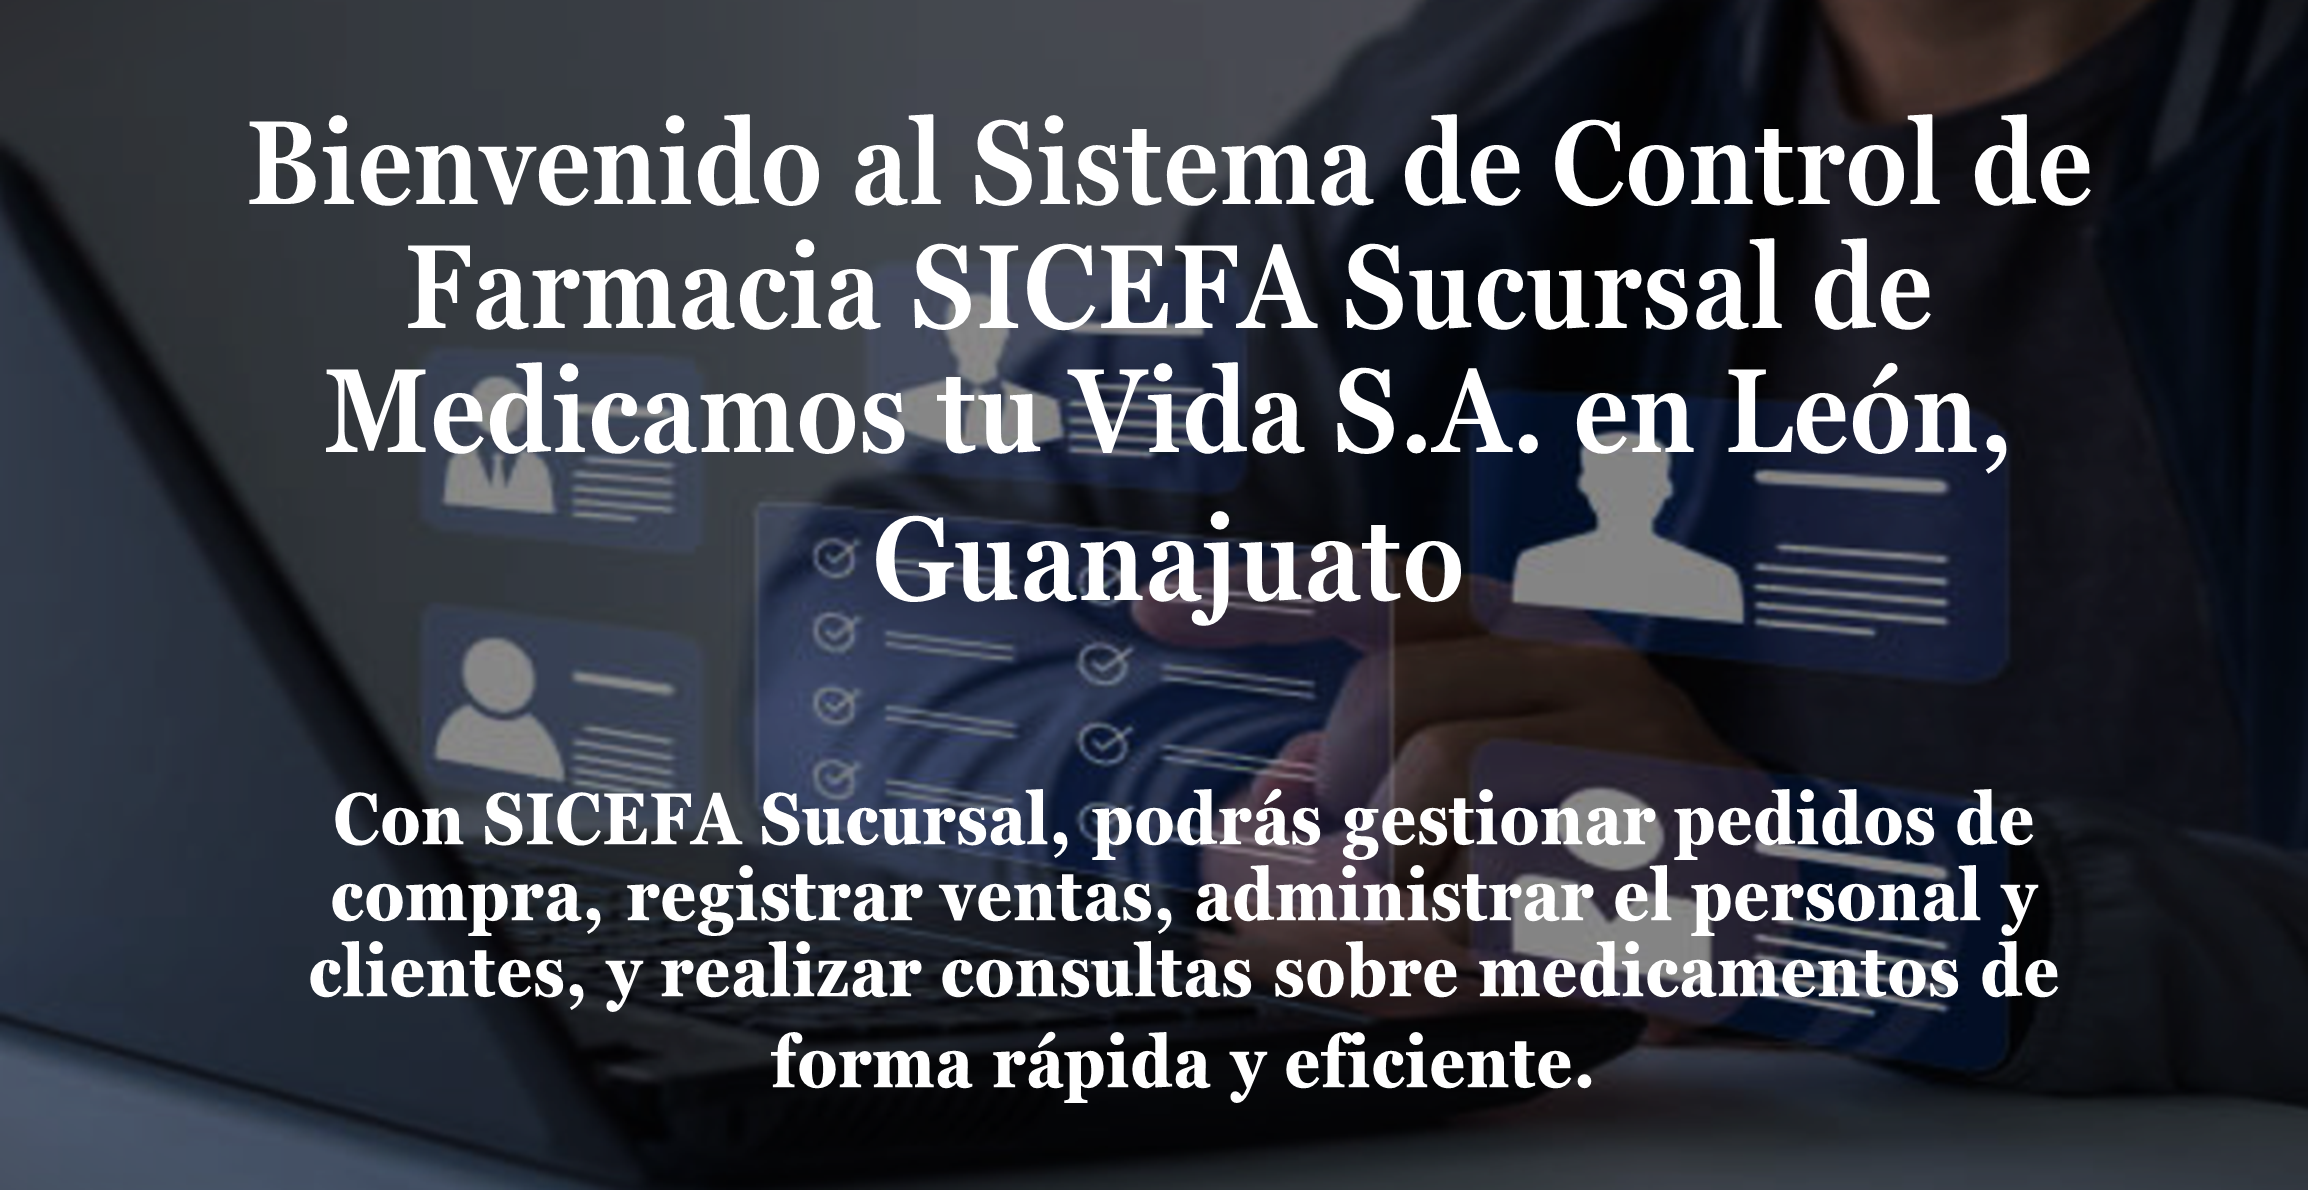 Bienvenido al Sistema de Control de
Farmacia SICEFA Sucursal de
Medicamos tu Vida S.A. en León,
Guanajuato
Con SICEFA Sucursal, podrás gestionar pedidos de
compra, registrar ventas, administrar el personal y
clientes, y realizar consultas sobre medicamentos de
forma rápida y eficiente.